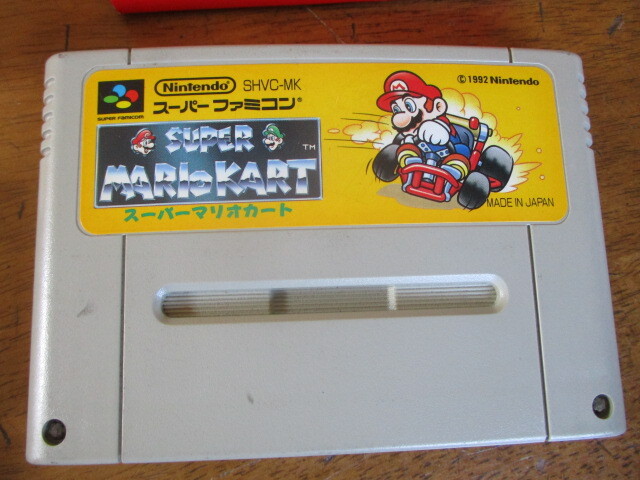 Nintendo SHVC-MK
スーパーファミコン®
SUPER FAMICOM
SUPER
MARIO KART TM
スーパーマリオカート
© 1992 Nintendo
MADE IN JAPAN